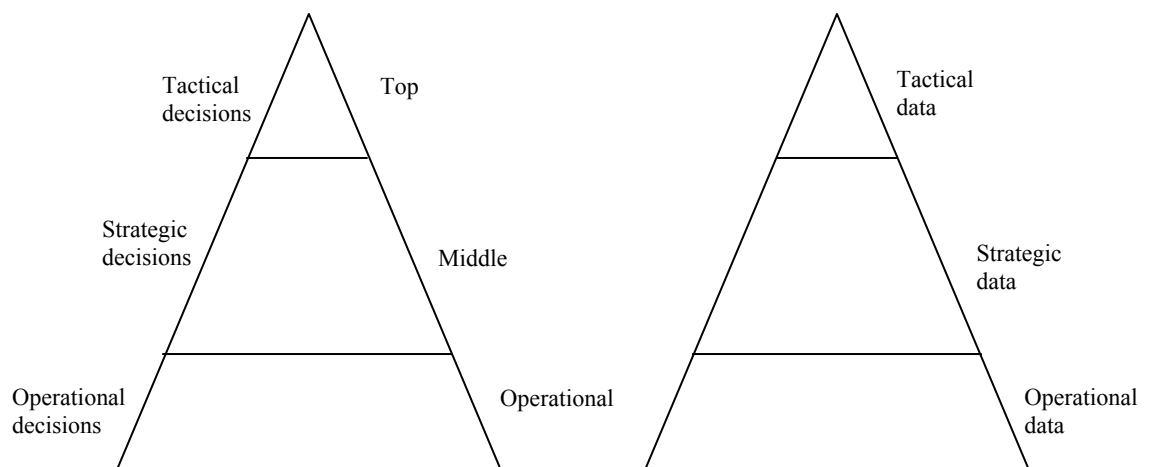 Tactical
decisions
Top
Strategic
decisions
Middle
Operational
decisions
Operational
Tactical
data
Strategic
data
Operational
data